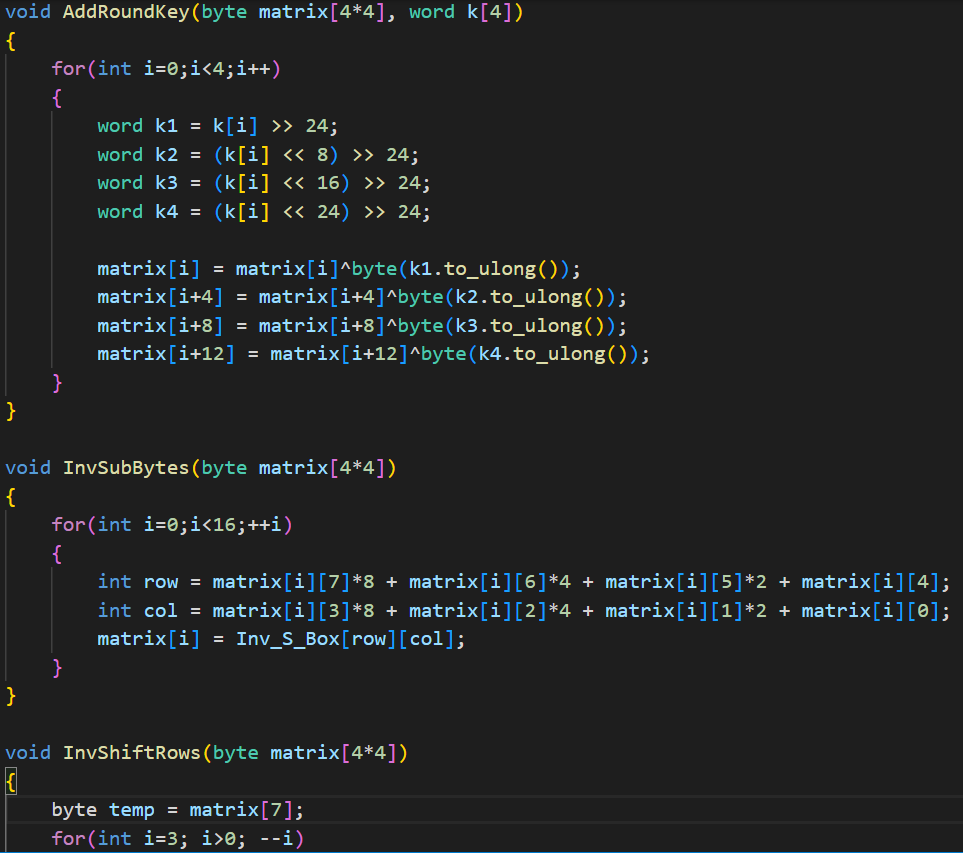 void AddRoundKey(byte matrix[4*4], word k[4])
{
    for(int i=0;i<4;i++)
    {
        word k1 = k[i] >> 24;
        word k2 = (k[i] << 8) >> 24;
        word k3 = (k[i] << 16) >> 24;
        word k4 = (k[i] << 24) >> 24;

        matrix[i] = matrix[i]^byte(k1.to_ulong());
        matrix[i+4] = matrix[i+4]^byte(k2.to_ulong());
        matrix[i+8] = matrix[i+8]^byte(k3.to_ulong());
        matrix[i+12] = matrix[i+12]^byte(k4.to_ulong());
    }
}

void InvSubBytes(byte matrix[4*4])
{
    for(int i=0;i<16;++i)
    {
        int row = matrix[i][7]*8 + matrix[i][6]*4 + matrix[i][5]*2 + matrix[i][4];
        int col = matrix[i][3]*8 + matrix[i][2]*4 + matrix[i][1]*2 + matrix[i][0];
        matrix[i] = Inv_S_Box[row][col];
    }
}

void InvShiftRows(byte matrix[4*4])
{
    byte temp = matrix[7];
    for(int i=3; i>0; --i)